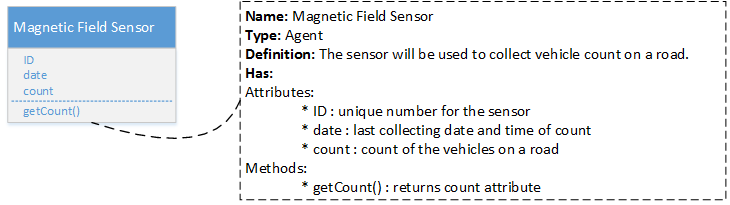 Magnetic Field Sensor
ID
date
count
getCount()
Name: Magnetic Field Sensor
Type: Agent
Definition: The sensor will be used to collect vehicle count on a road.
Has:
Attributes:
* ID : unique number for the sensor
* date : last collecting date and time of count
* count : count of the vehicles on a road
Methods:
* getCount() : returns count attribute